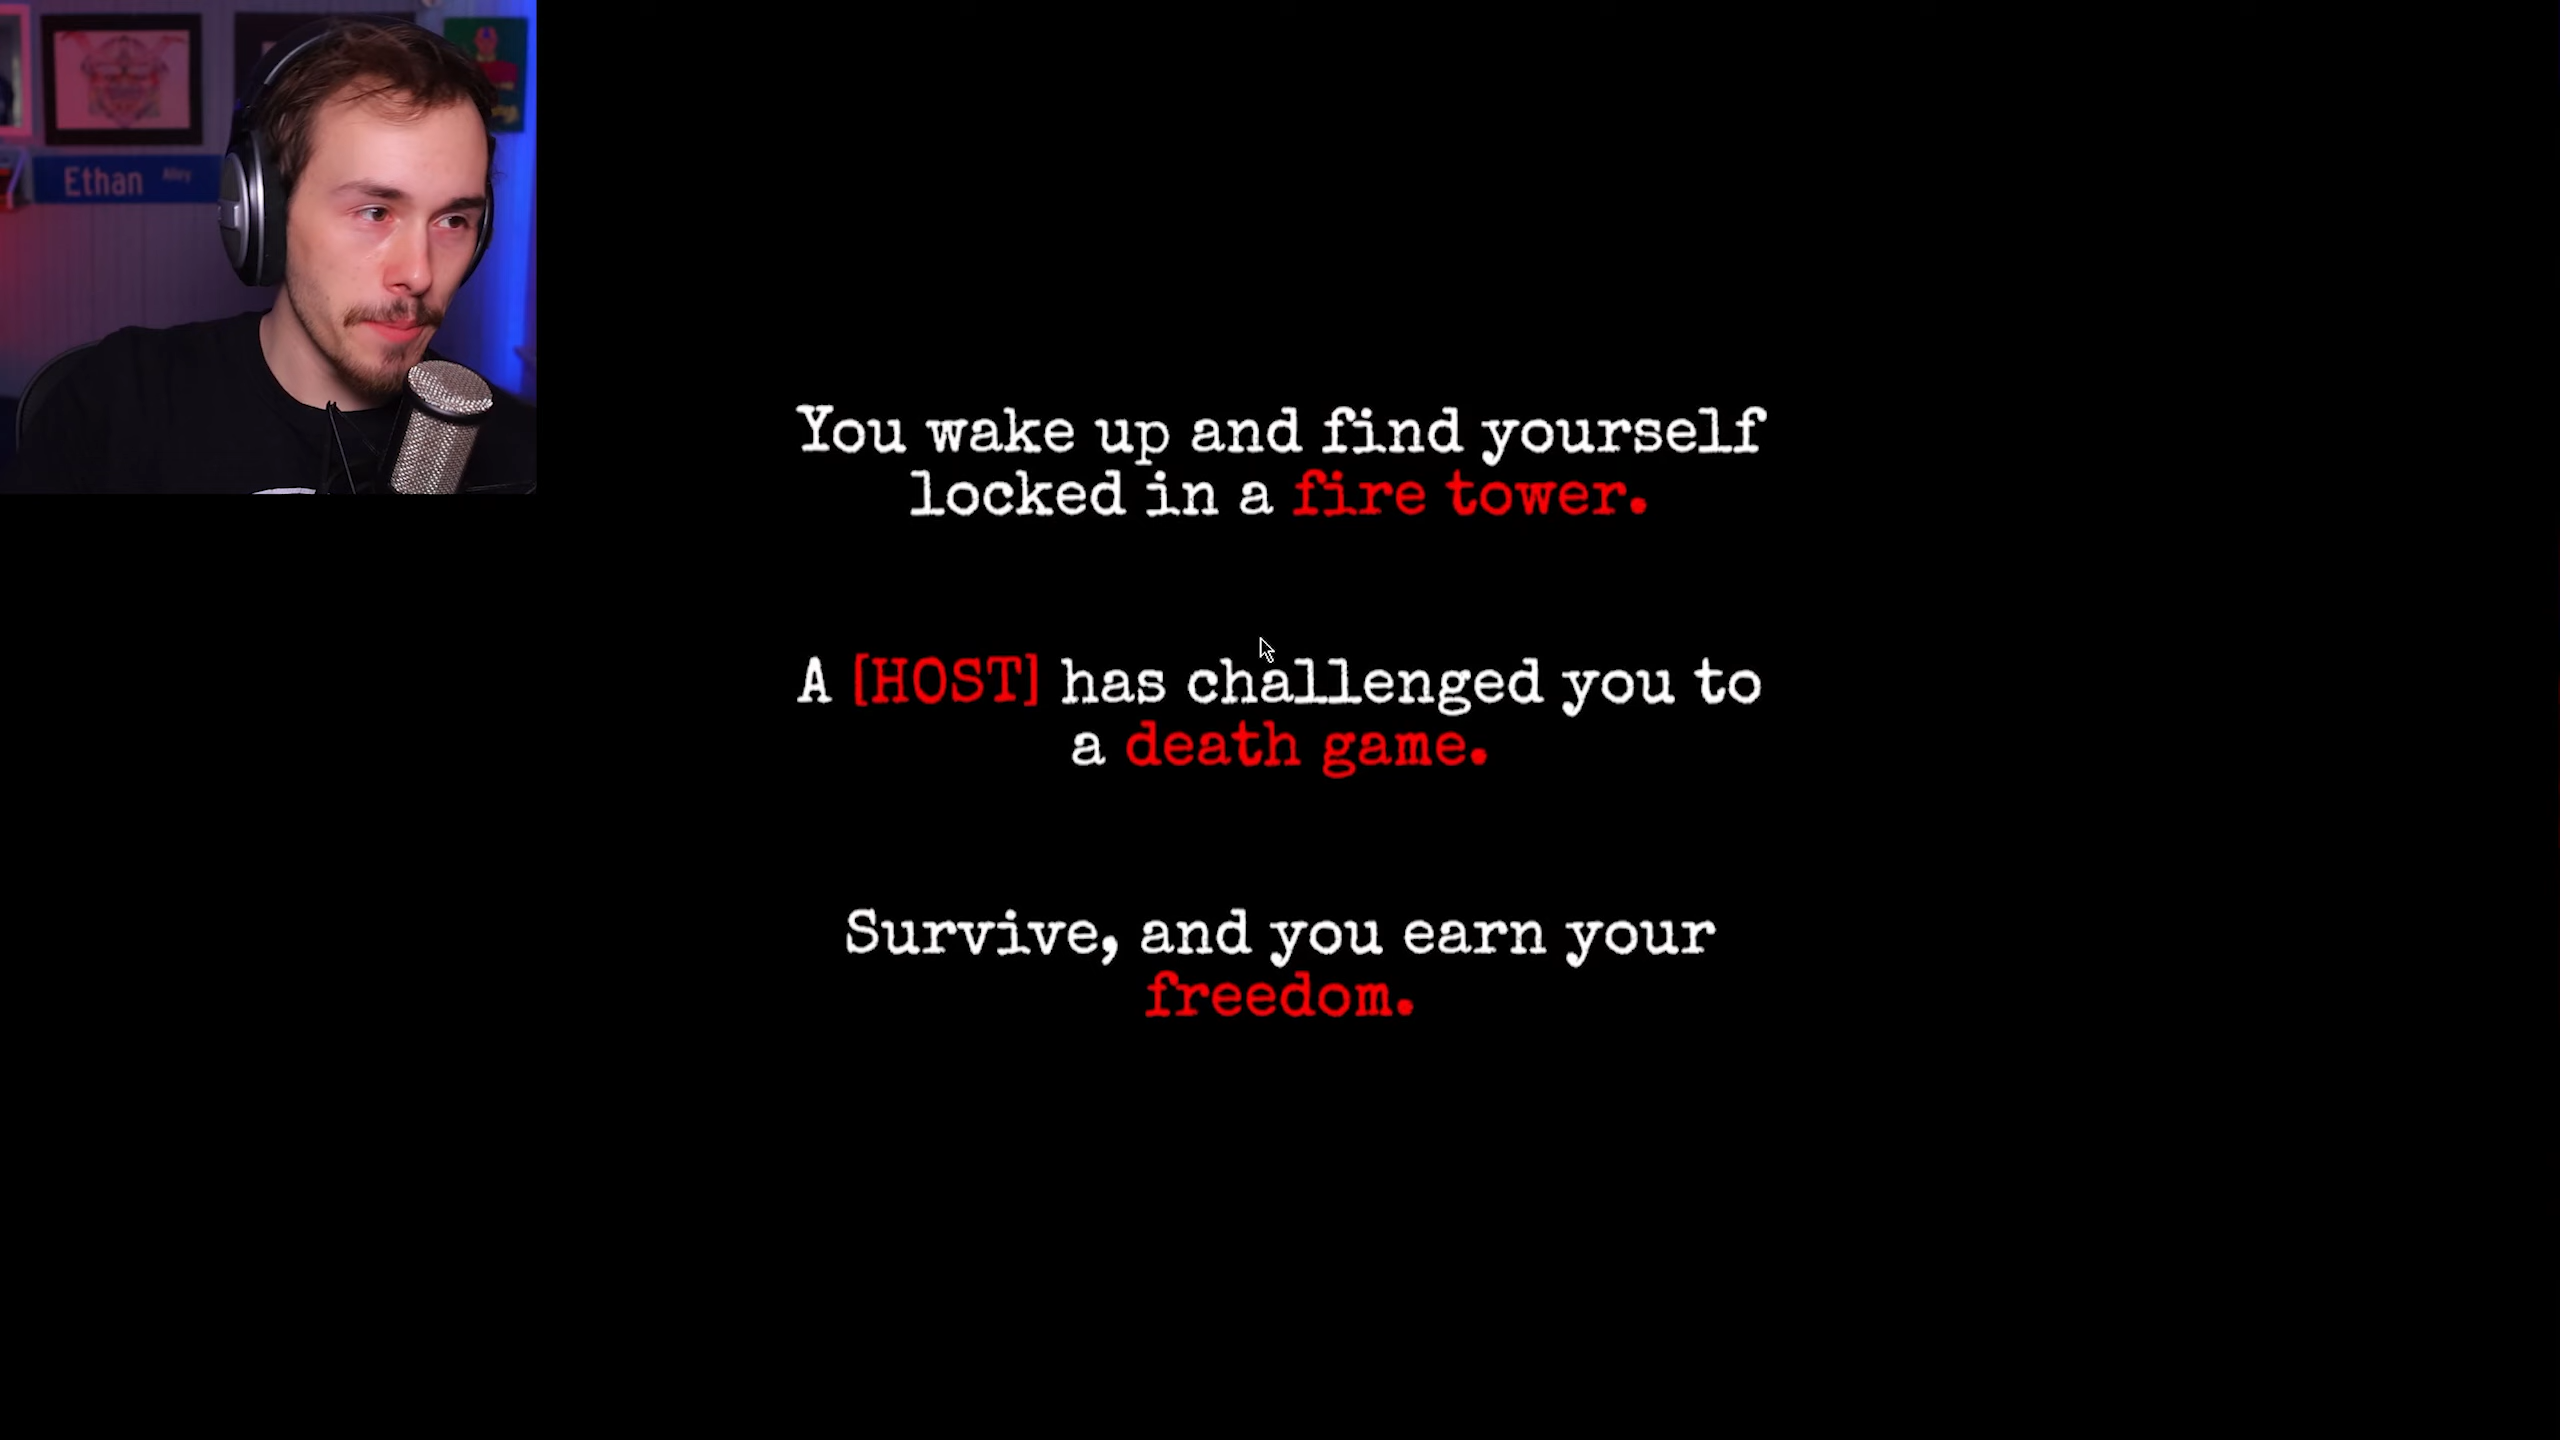 Ethan Alley
You wake up and find yourself
locked in a fire tower.
A [HOST] has challenged you to
a death game.
Survive, and you earn your
freedom.